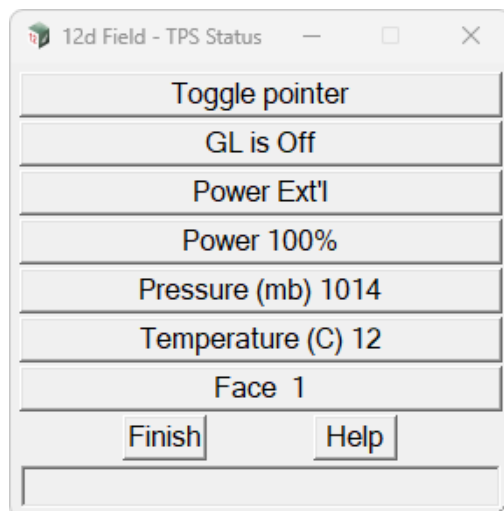 12d Field - TPS Status
Toggle pointer
GL is Off
Power Ext'l
Power 100%
Pressure (mb) 1014
Temperature (C) 12
Face 1
Finish Help